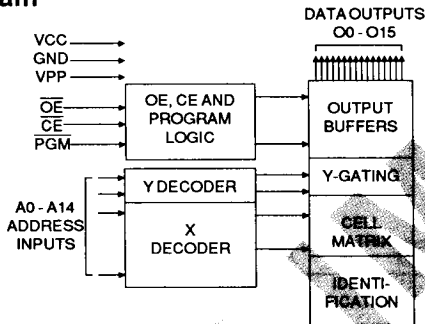 DATA OUTPUTS
O0 - O15
VCC
GND
VPP
OE
CE
PGM
OE, CE AND
PROGRAM
LOGIC
OUTPUT
BUFFERS
Y DECODER
Y-GATING
A0 - A14
ADDRESS
INPUTS
X
DECODER
CELL
MATRIX
IDENTI-
FICATION